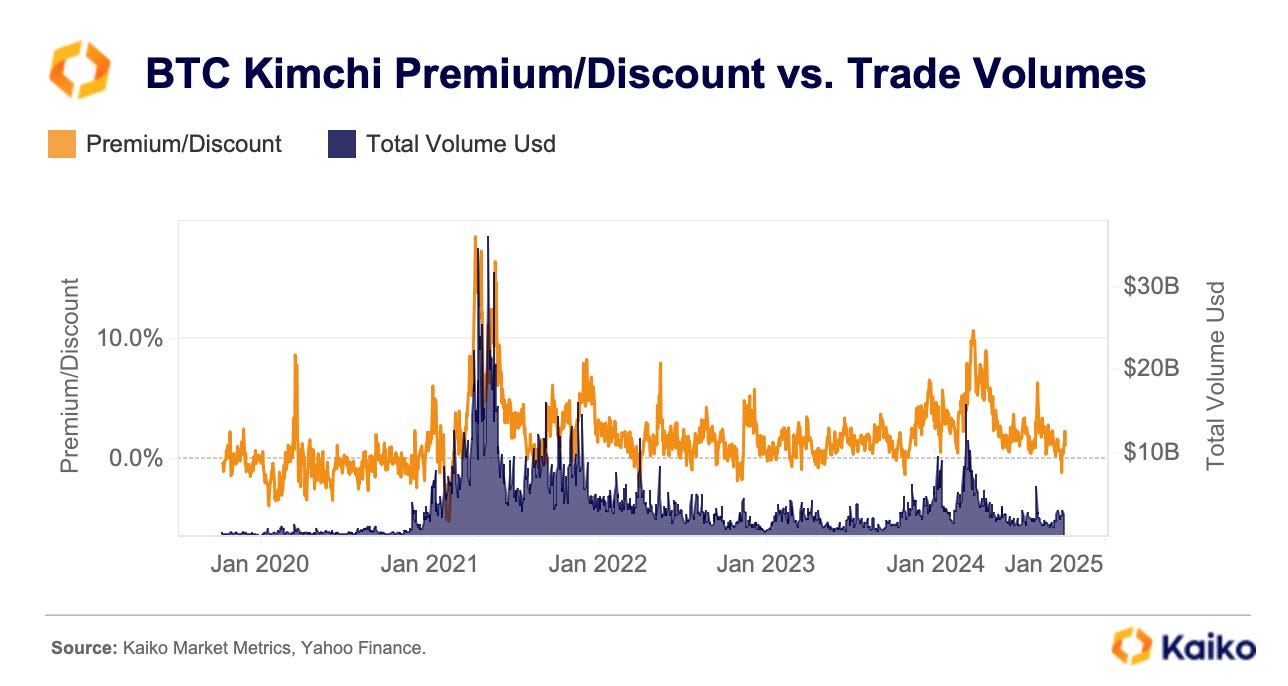 BTC Kimchi Premium/Discount vs. Trade Volumes
Premium/Discount
Total Volume Usd
Premium/Discount
10.0%
0.0%
$30B
$20B
$10B
Total Volume Usd
Jan 2020
Jan 2021
Jan 2022
Jan 2023
Jan 2024
Jan 2025
Source: Kaiko Market Metrics, Yahoo Finance.
Kaiko